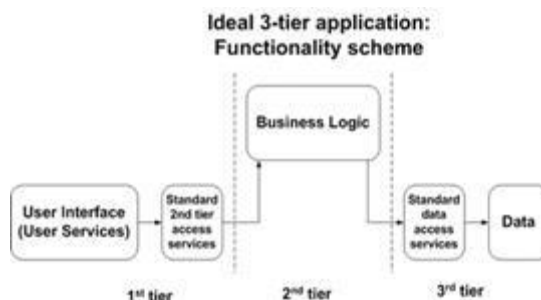 Ideal 3-tier application:
Functionality scheme
Business Logic
User Interface
(User Services)
Standard
2nd tier
access
services
Standard
data
access
services
Data
1st tier
2nd tier
3rd tier